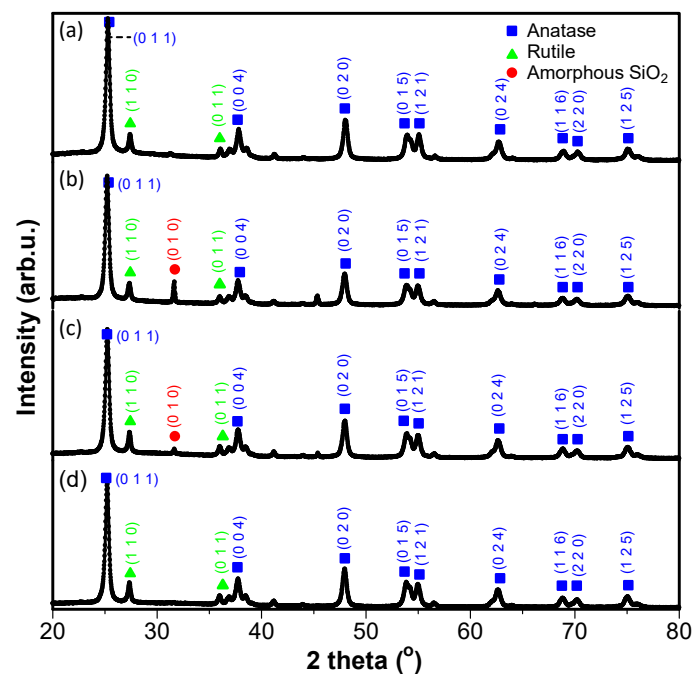 (a)
Anatase
Rutile
Amorphous SiO₂
(0 1 1)
(1 1 0)
(0 1 1)
(0 0 4)
(0 2 0)
(0 1 5)
(1 2 1)
(0 2 4)
(1 1 6)
(2 2 0)
(1 2 5)
(b)
(0 1 1)
(1 1 0)
(0 1 0)
(0 1 1)
(0 0 4)
(0 2 0)
(0 1 5)
(1 2 1)
(0 2 4)
(1 1 6)
(2 2 0)
(1 2 5)
(c)
(0 1 1)
(1 1 0)
(0 1 0)
(0 1 1)
(0 0 4)
(0 2 0)
(0 1 5)
(1 2 1)
(0 2 4)
(1 1 6)
(2 2 0)
(1 2 5)
(d)
(0 1 1)
(1 1 0)
(0 1 1)
(0 0 4)
(0 2 0)
(0 1 5)
(1 2 1)
(0 2 4)
(1 1 6)
(2 2 0)
(1 2 5)
Intensity (arb.u.)
20 30 40 50 60 70 80
2 theta (°)